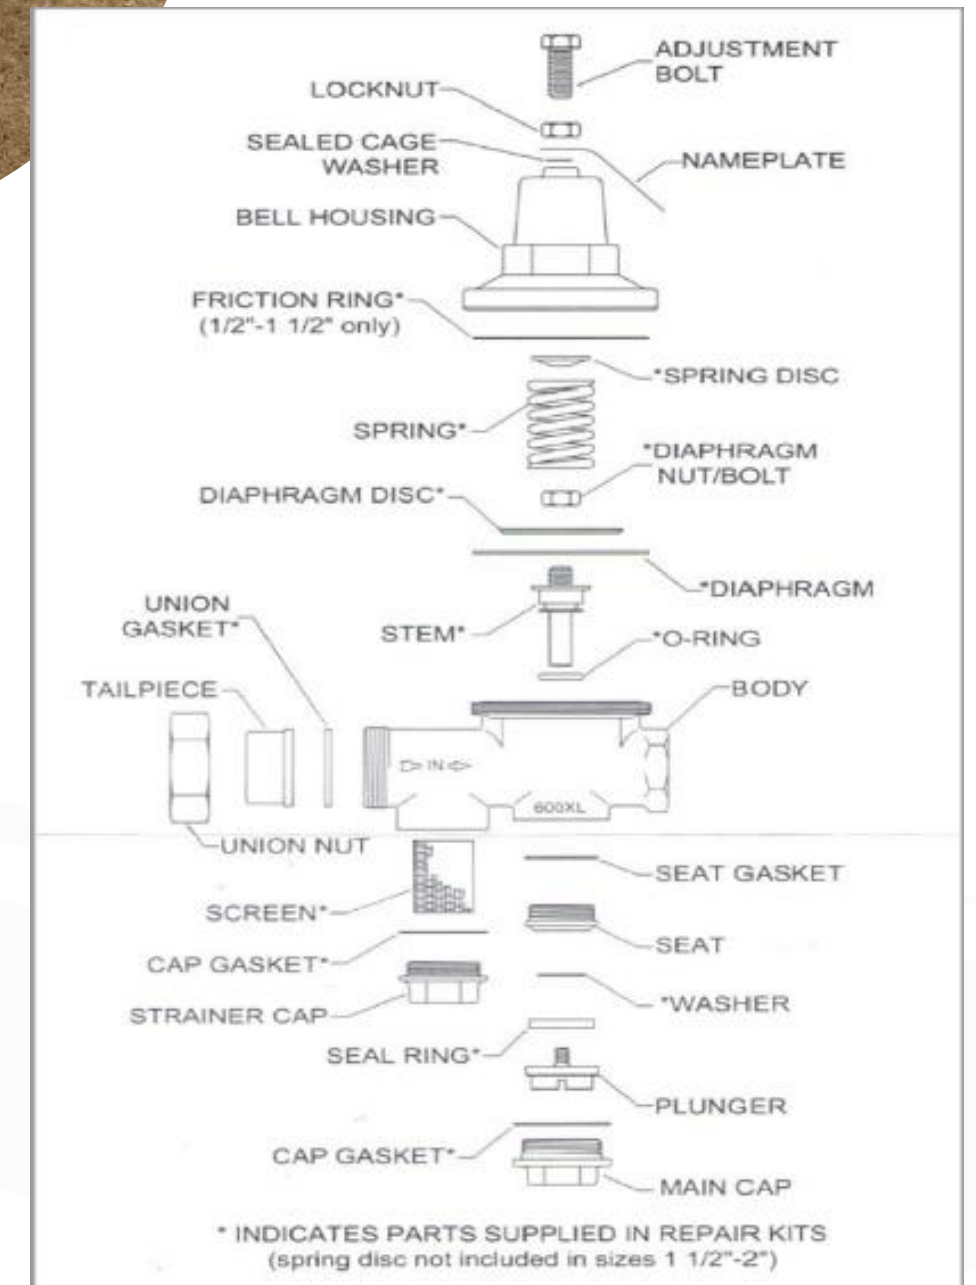 ADJUSTMENT
BOLT
LOCKNUT
SEALED CAGE
WASHER
NAMEPLATE
BELL HOUSING
FRICTION RING*
(1/2"-1 1/2" only)
*SPRING DISC
SPRING*
*DIAPHRAGM
NUT/BOLT
DIAPHRAGM DISC*
*DIAPHRAGM
UNION
GASKET*
STEM*
*O-RING
TAILPIECE
BODY
IN
600XL
UNION NUT
SEAT GASKET
SCREEN*
SEAT
CAP GASKET*
*WASHER
STRAINER CAP
SEAL RING*
PLUNGER
CAP GASKET*
MAIN CAP
* INDICATES PARTS SUPPLIED IN REPAIR KITS
(spring disc not included in sizes 1 1/2"-2")